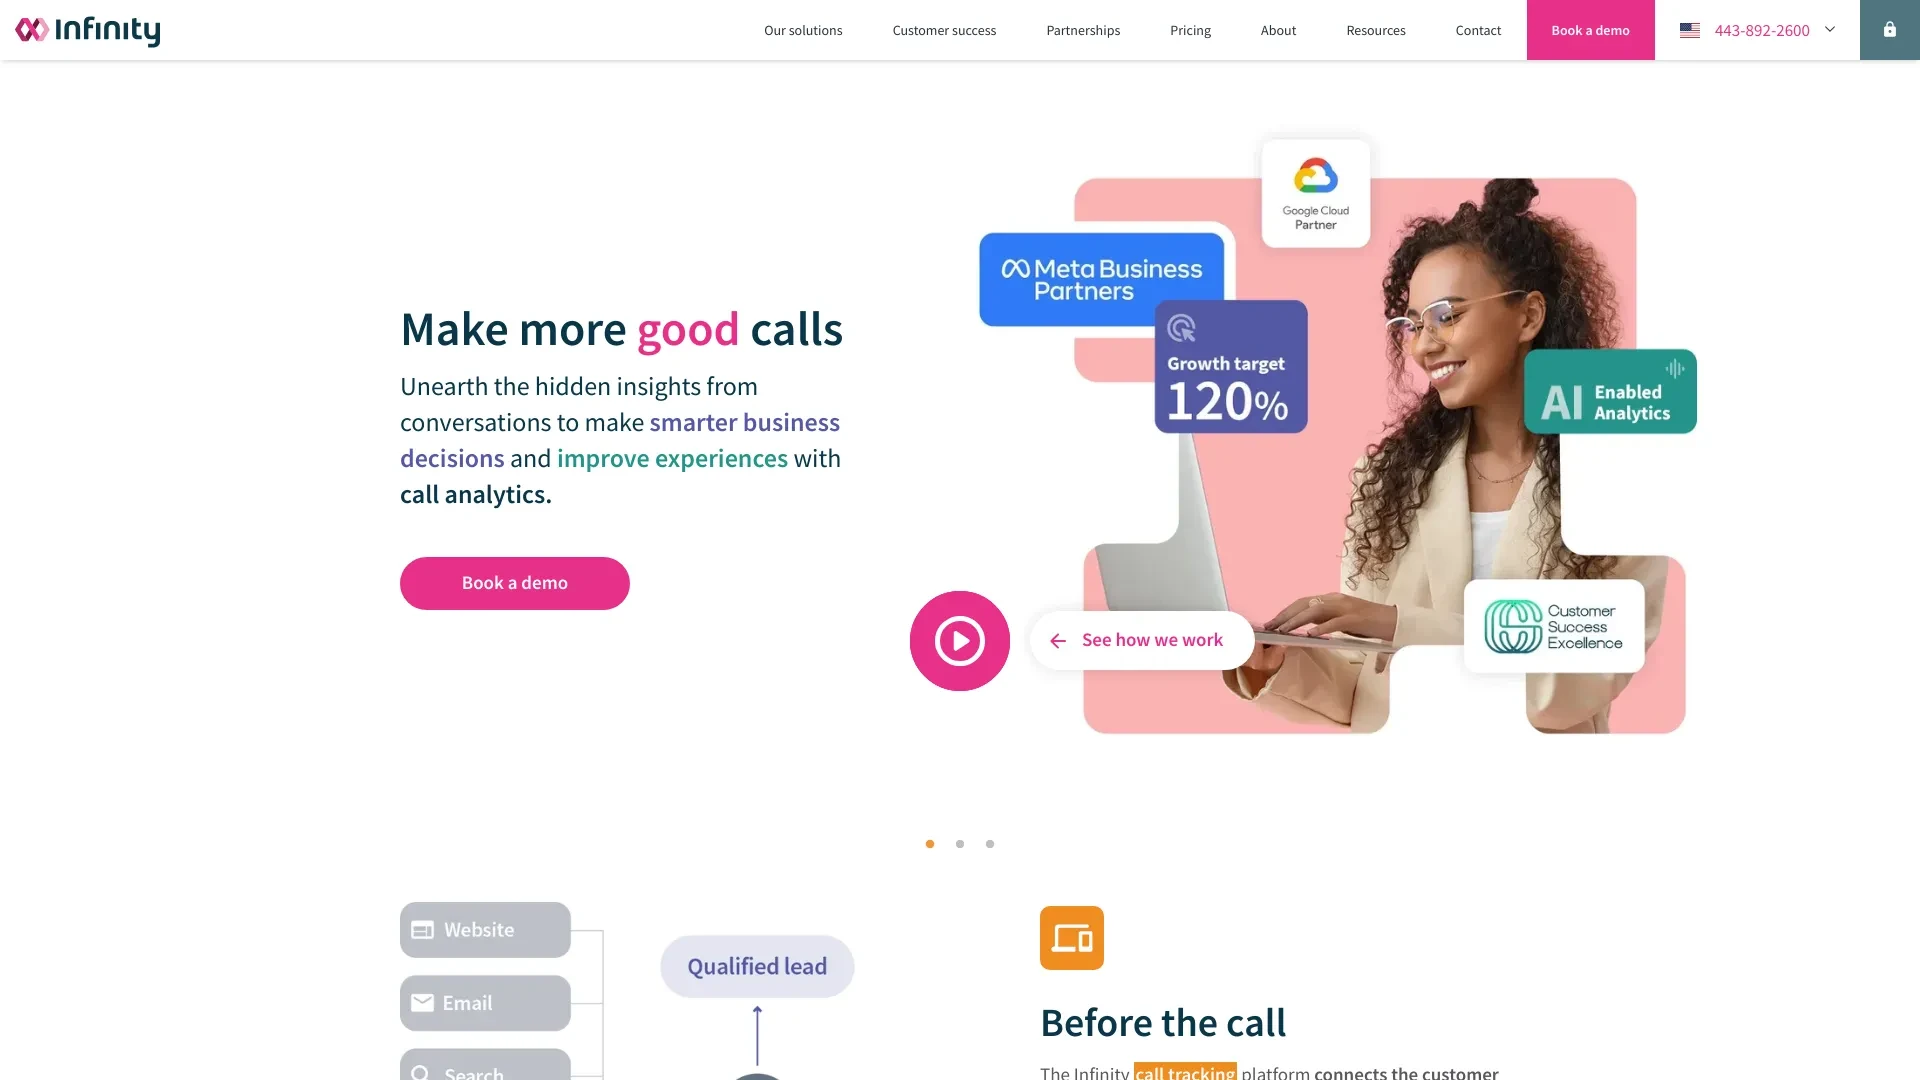 Infinity
Our solutions
Customer success
Partnerships
Pricing
About
Resources
Contact
Book a demo
443-892-2600
Make more good calls
Unearth the hidden insights from
conversations to make smarter business
decisions and improve experiences with
call analytics.
Book a demo
Google Cloud
Partner
Meta Business
Partners
Growth target
120%
AI Enabled
Analytics
See how we work
Customer
Success
Excellence
Website
Email
Search
Qualified lead
Before the call
The Infinity call tracking platform connects the customer